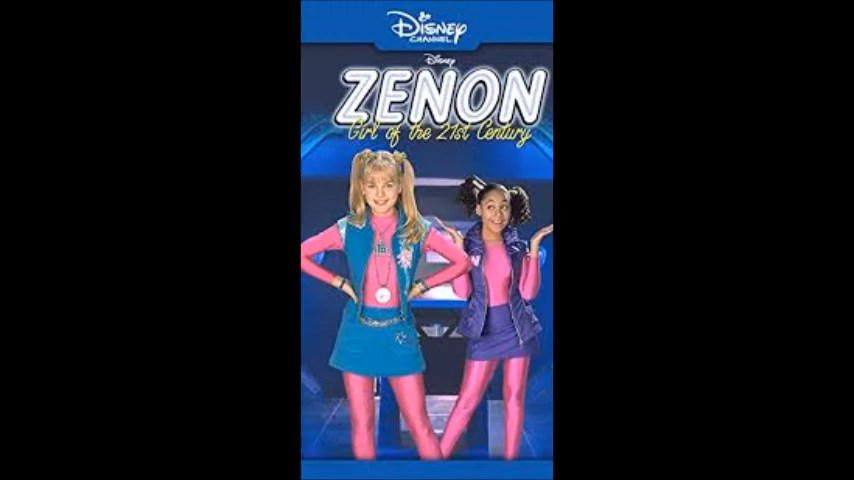 Disney
CHANNEL
Disney
ZENON
Girl of the 21st Century